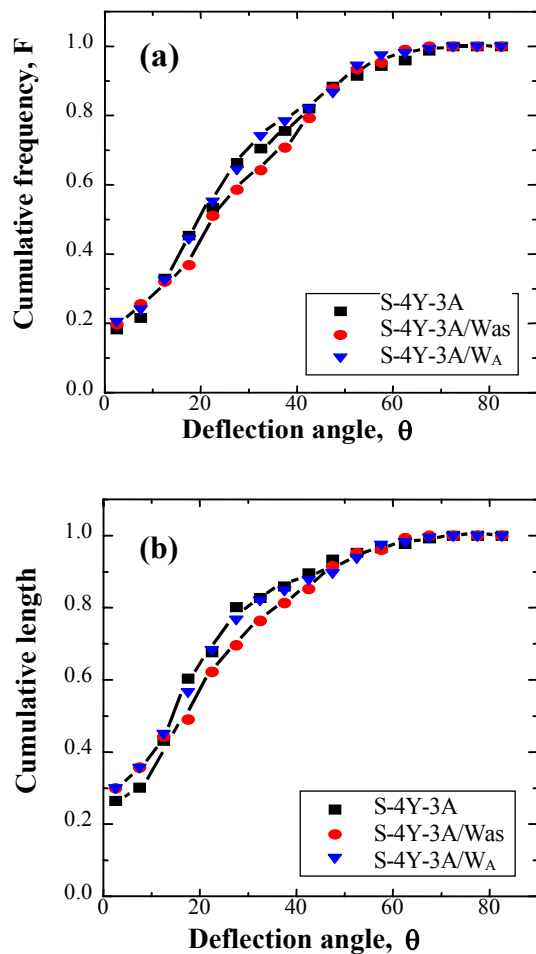 (a)
Cumulative frequency, F
1.0
0.8
0.6
0.4
0.2
0.0
S-4Y-3A
S-4Y-3A/Was
S-4Y-3A/WA
0 20 40 60 80
Deflection angle, θ
(b)
Cumulative length
1.0
0.8
0.6
0.4
0.2
0.0
S-4Y-3A
S-4Y-3A/Was
S-4Y-3A/WA
0 20 40 60 80
Deflection angle, θ